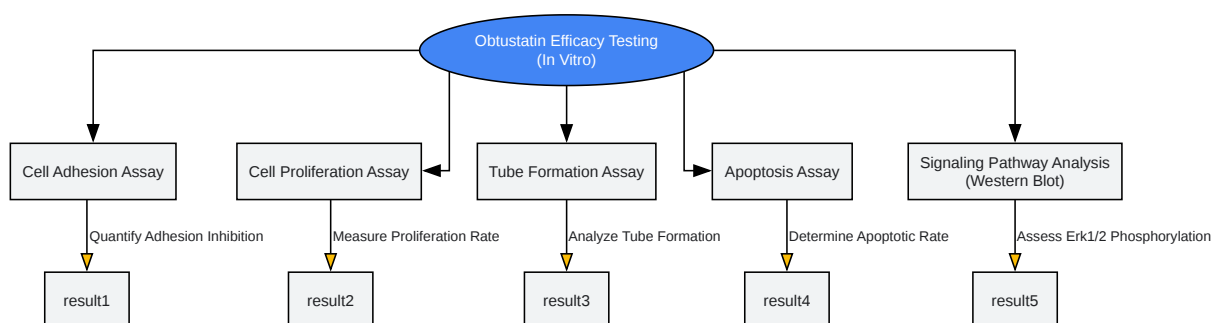 Obtustatin Efficacy Testing
(In Vitro)
Cell Adhesion Assay
Cell Proliferation Assay
Tube Formation Assay
Apoptosis Assay
Signaling Pathway Analysis
(Western Blot)
Quantify Adhesion Inhibition
Measure Proliferation Rate
Analyze Tube Formation
Determine Apoptotic Rate
Assess Erk1/2 Phosphorylation
result1
result2
result3
result4
result5